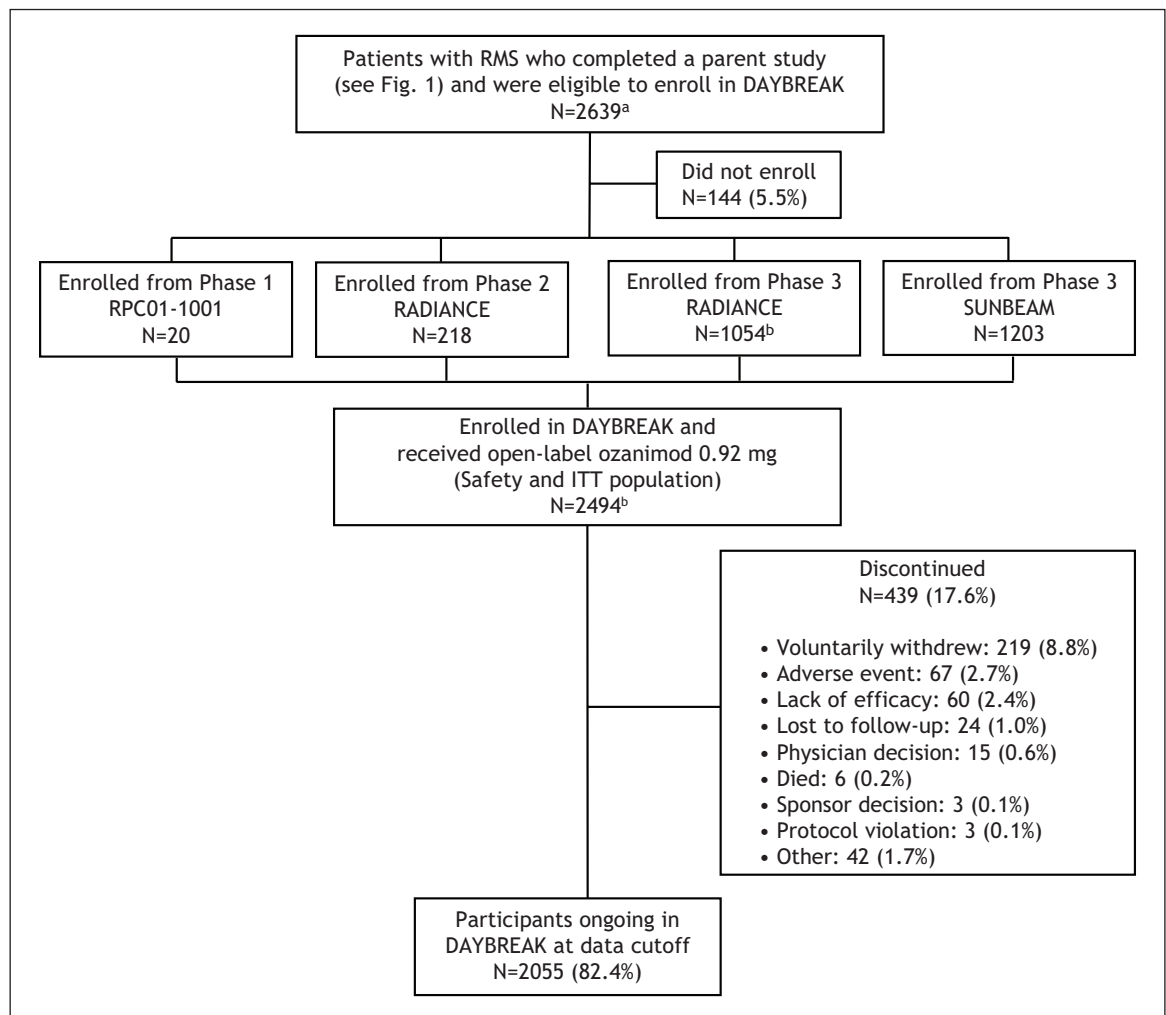 Patients with RMS who completed a parent study
(see Fig. 1) and were eligible to enroll in DAYBREAK
N=2639ᵃ
Did not enroll
N=144 (5.5%)
Enrolled from Phase 1
RPC01-1001
N=20
Enrolled from Phase 2
RADIANCE
N=218
Enrolled from Phase 3
RADIANCE
N=1054ᵇ
Enrolled from Phase 3
SUNBEAM
N=1203
Enrolled in DAYBREAK and
received open-label ozanimod 0.92 mg
(Safety and ITT population)
N=2494ᵇ
Discontinued
N=439 (17.6%)
• Voluntarily withdrew: 219 (8.8%)
• Adverse event: 67 (2.7%)
• Lack of efficacy: 60 (2.4%)
• Lost to follow-up: 24 (1.0%)
• Physician decision: 15 (0.6%)
• Died: 6 (0.2%)
• Sponsor decision: 3 (0.1%)
• Protocol violation: 3 (0.1%)
• Other: 42 (1.7%)
Participants ongoing in
DAYBREAK at data cutoff
N=2055 (82.4%)